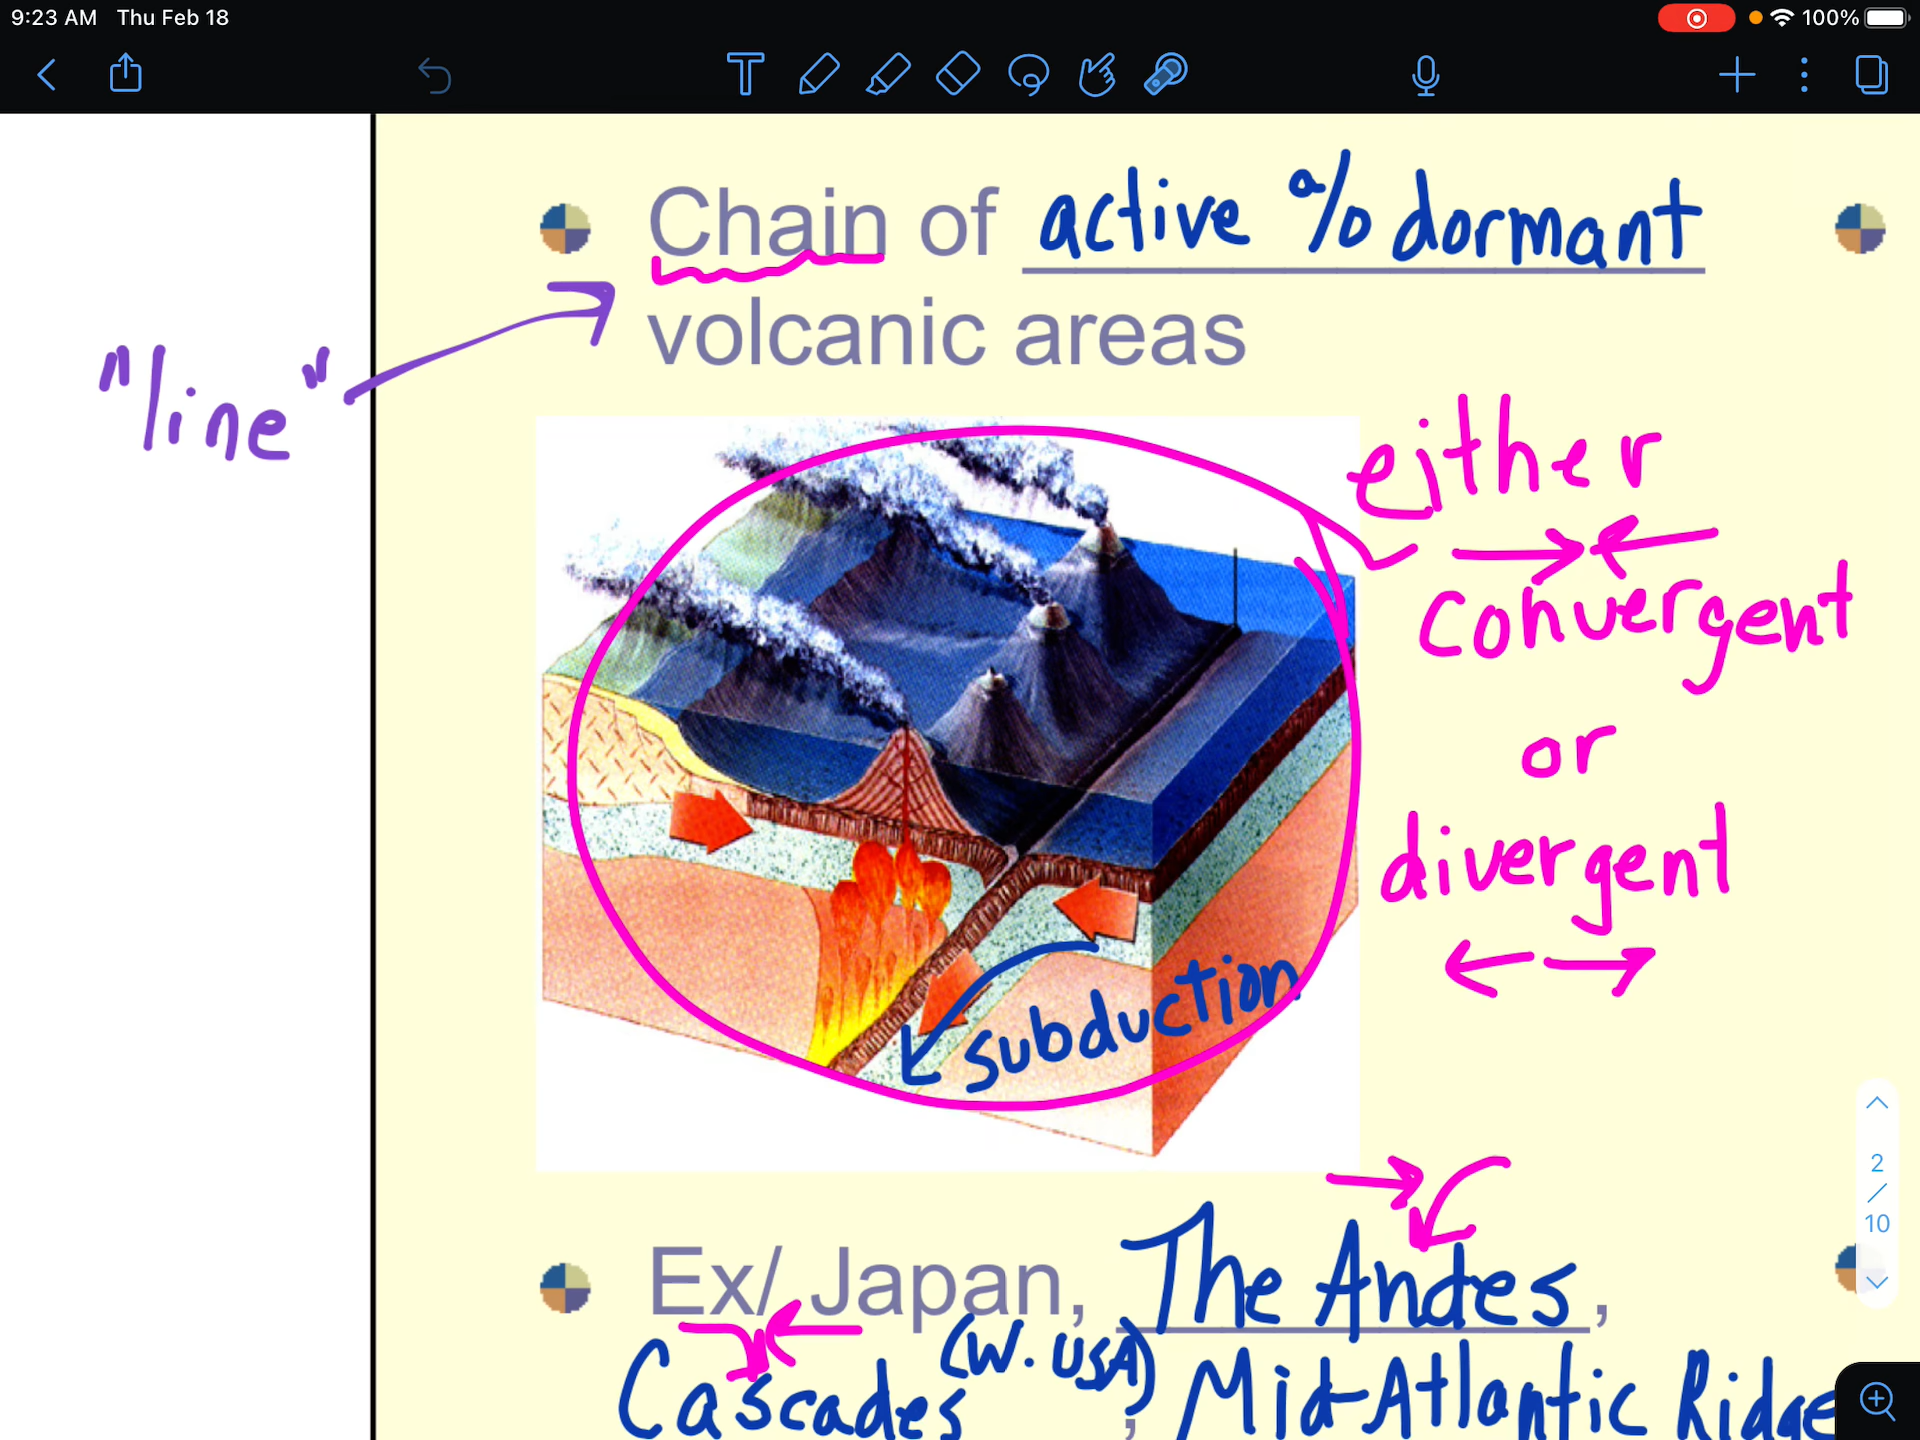 9:23 AM Thu Feb 18
100%
Chain of active a/o dormant
volcanic areas
"line"
either
convergent
or
divergent
subduction
2
/
10
Ex/ Japan, The Andes,
Cascades (W. USA), Mid-Atlantic Ridge